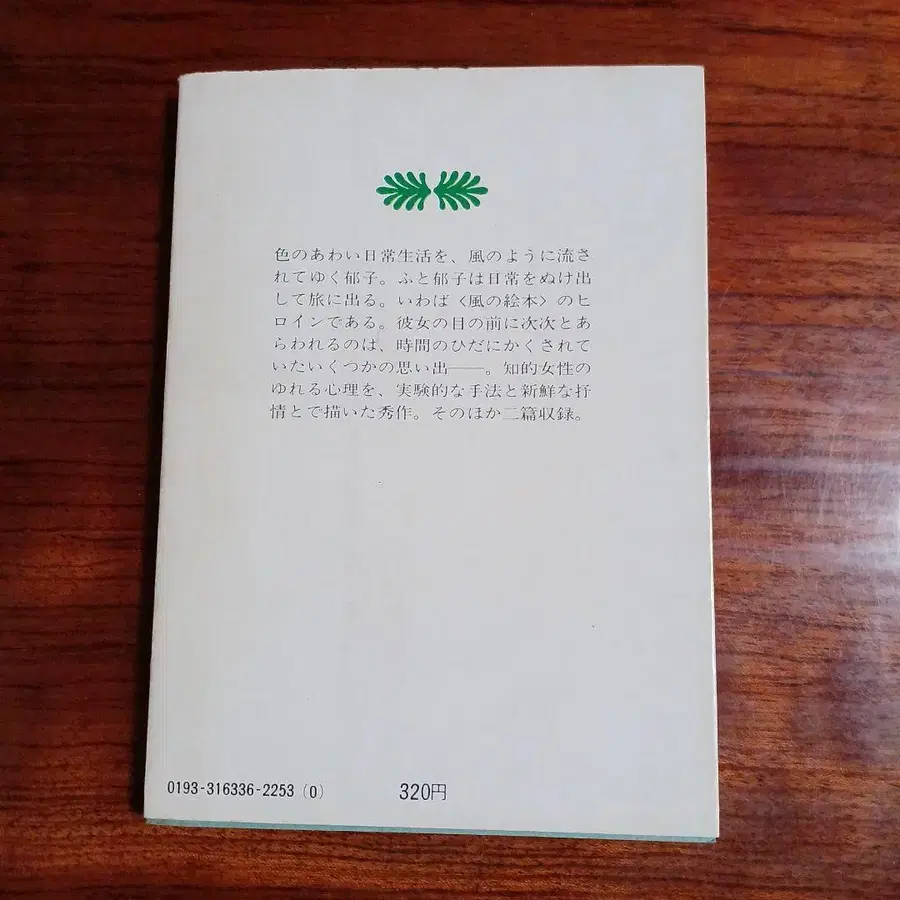 色のあわい日常生活を、風のように流さ
れてゆく郁子。ふと郁子は日常をぬけ出
して旅に出る。いわば〈風の絵本〉のヒ
ロインである。彼女の目の前に次次とあ
らわれるのは、時間のひだにかくされて
いたいくつかの思い出——。知的女性の
ゆれる心理を、実験的な手法と新鮮な抒
情とで描いた秀作。そのほか二篇収録。
0193-316336-2253 (0)
320円